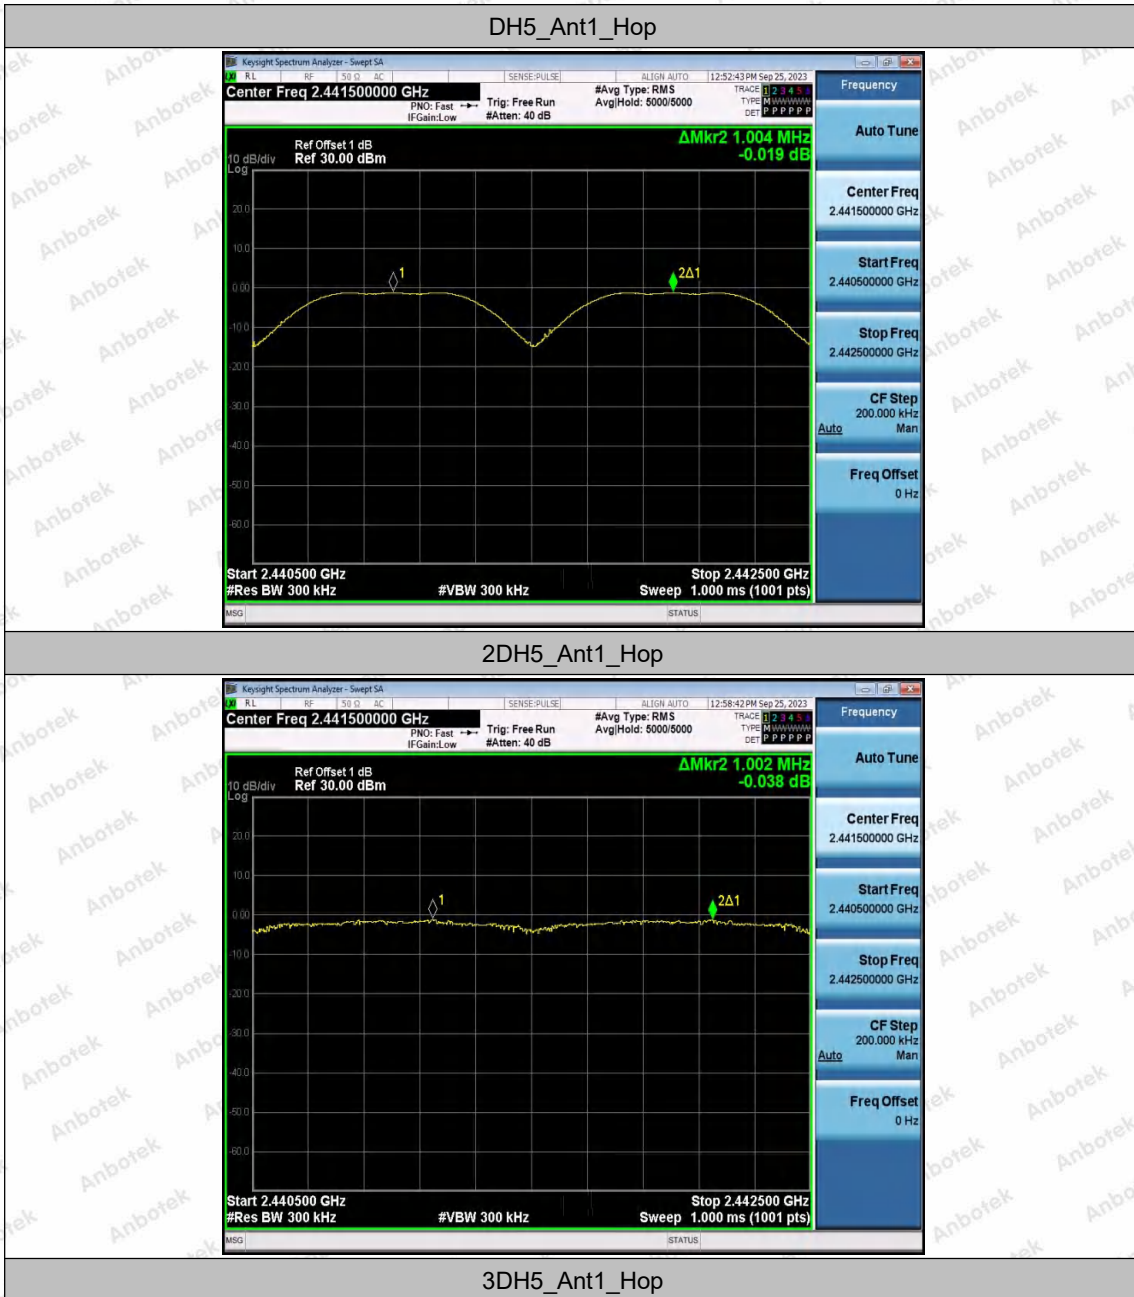 DH5_Ant1_Hop
Keysight Spectrum Analyzer - Swept SA
RL RF 50 Ω AC SENSE:PULSE ALIGN AUTO 12:52:43 PM Sep 25, 2023
Center Freq 2.441500000 GHz
PNO: Fast
IFGain:Low
Trig: Free Run
#Atten: 40 dB
#Avg Type: RMS
Avg|Hold: 5000/5000
TRACE 1 2 3 4 5
TYPE M
DET P P P P P P
Frequency
Ref Offset 1 dB
10 dB/div Ref 30.00 dBm
Log
ΔMkr2 1.004 MHz
-0.019 dB
20.0
10.0
0.00
-10.0
-20.0
-30.0
-40.0
-50.0
-60.0
1
2Δ1
Start 2.440500 GHz Stop 2.442500 GHz
#Res BW 300 kHz #VBW 300 kHz Sweep 1.000 ms (1001 pts)
MSG STATUS
Auto Tune
Center Freq
2.441500000 GHz
Start Freq
2.440500000 GHz
Stop Freq
2.442500000 GHz
CF Step
200.000 kHz
Auto Man
Freq Offset
0 Hz
2DH5_Ant1_Hop
Keysight Spectrum Analyzer - Swept SA
RL RF 50 Ω AC SENSE:PULSE ALIGN AUTO 12:58:42 PM Sep 25, 2023
Center Freq 2.441500000 GHz
PNO: Fast
IFGain:Low
Trig: Free Run
#Atten: 40 dB
#Avg Type: RMS
Avg|Hold: 5000/5000
TRACE 1 2 3 4 5
TYPE M
DET P P P P P P
Frequency
Ref Offset 1 dB
10 dB/div Ref 30.00 dBm
Log
ΔMkr2 1.002 MHz
-0.038 dB
20.0
10.0
0.00
-10.0
-20.0
-30.0
-40.0
-50.0
-60.0
1
2Δ1
Start 2.440500 GHz Stop 2.442500 GHz
#Res BW 300 kHz #VBW 300 kHz Sweep 1.000 ms (1001 pts)
MSG STATUS
Auto Tune
Center Freq
2.441500000 GHz
Start Freq
2.440500000 GHz
Stop Freq
2.442500000 GHz
CF Step
200.000 kHz
Auto Man
Freq Offset
0 Hz
3DH5_Ant1_Hop
Anbotek